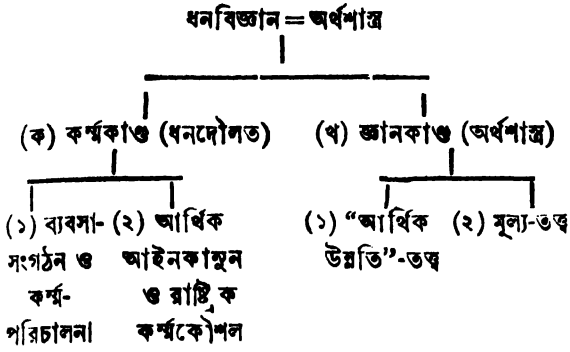 ধনবিজ্ঞান = অর্থশাস্ত্র
(ক) কর্ম্মকাণ্ড (ধনদৌলত) (খ) জ্ঞানকাণ্ড (অর্থশাস্ত্র)
(১) ব্যবসা- (২) আর্থিক (১) “আর্থিক (২) মূল্য-তত্ত্ব
সংগঠন ও আইনকানুন উন্নতি”-তত্ত্ব
কর্ম্ম- ও রাষ্ট্রিক
পরিচালনা কর্ম্মকৌশল